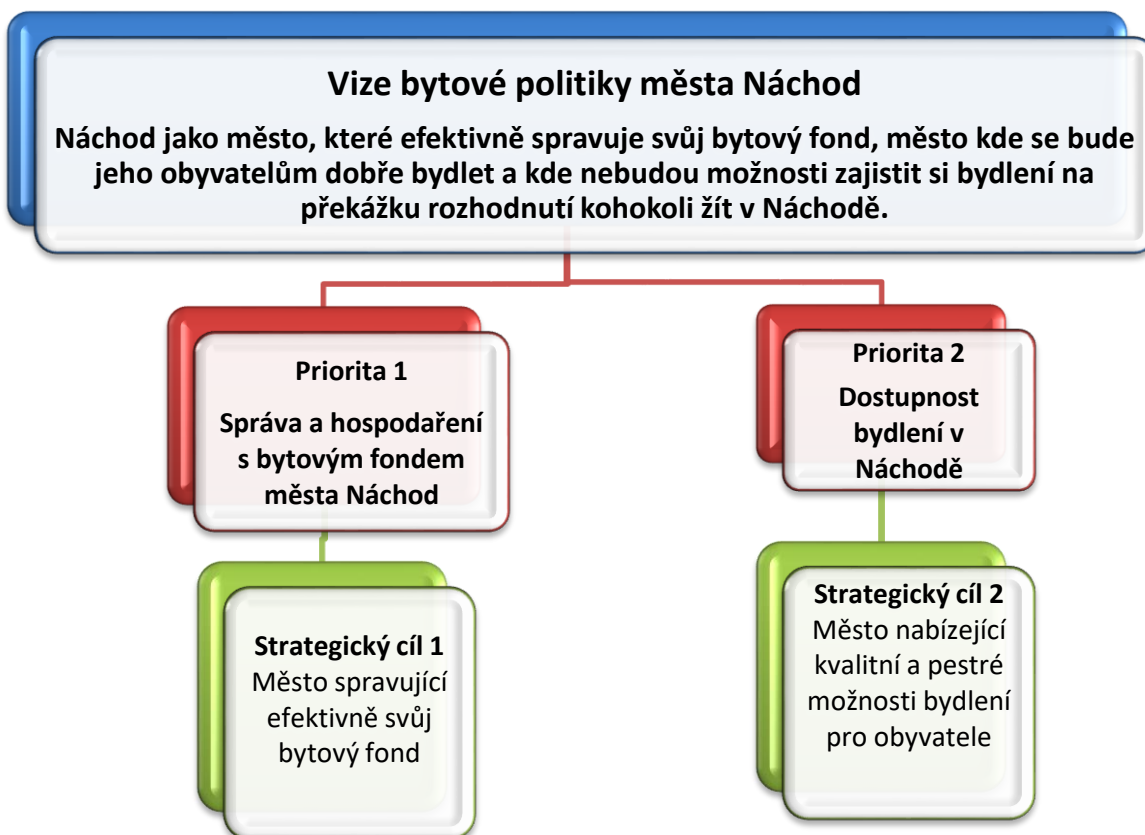 Vize bytové politiky města Náchod
Náchod jako město, které efektivně spravuje svůj bytový fond, město kde se bude
jeho obyvatelům dobře bydlet a kde nebudou možnosti zajistit si bydlení na
překážku rozhodnutí kohokoli žít v Náchodě.
Priorita 1
Správa a hospodaření
s bytovým fondem
města Náchod
Priorita 2
Dostupnost
bydlení v
Náchodě
Strategický cíl 1
Město spravující
efektivně svůj
bytový fond
Strategický cíl 2
Město nabízející
kvalitní a pestré
možnosti bydlení
pro obyvatele